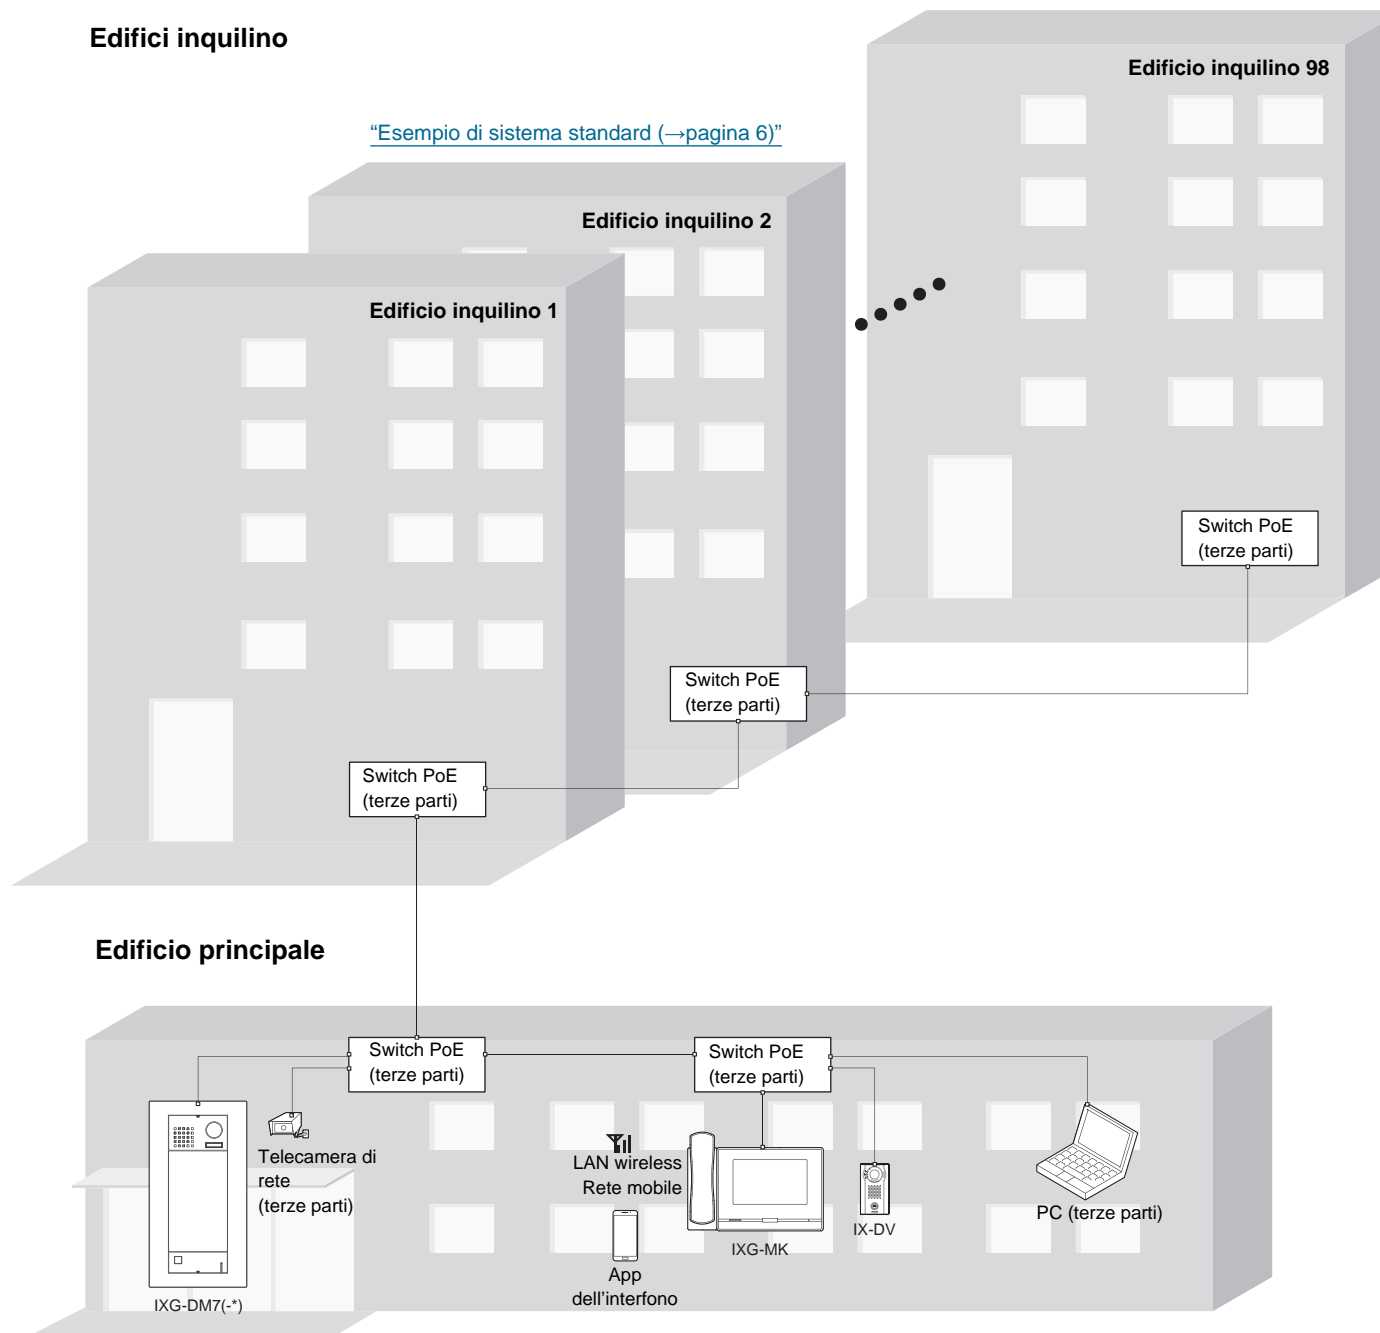 Edifici inquilino
Edificio inquilino 98
“Esempio di sistema standard (→pagina 6)”
Edificio inquilino 2
Edificio inquilino 1
Switch PoE
(terze parti)
Switch PoE
(terze parti)
Switch PoE
(terze parti)
Edificio principale
Switch PoE
(terze parti)
Switch PoE
(terze parti)
Telecamera di
rete
(terze parti)
LAN wireless
Rete mobile
IXG-DM7(-*)
App
dell’interfono
IXG-MK
IX-DV
PC (terze parti)